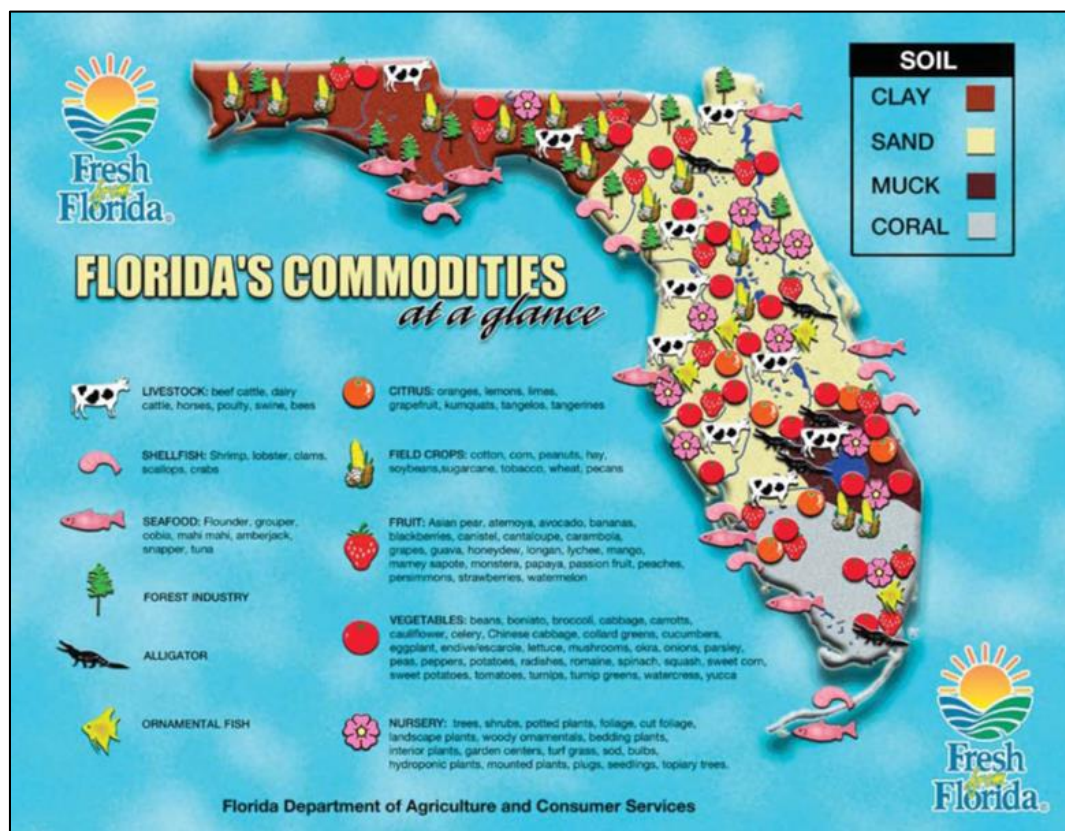 Fresh
from
Florida®
SOIL
CLAY
SAND
MUCK
CORAL
FLORIDA'S COMMODITIES
at a glance
LIVESTOCK: beef cattle, dairy
cattle, horses, poulty, swine, bees
SHELLFISH: Shrimp, lobster, clams,
scallops, crabs
SEAFOOD: Flounder, grouper,
cobia, mahi mahi, amberjack,
snapper, tuna
FOREST INDUSTRY
ALLIGATOR
ORNAMENTAL FISH
CITRUS: oranges, lemons, limes,
grapefruit, kumquats, tangelos, tangerines
FIELD CROPS: cotton, corn, peanuts, hay,
soybeans,sugarcane, tobacco, wheat, pecans
FRUIT: Asian pear, atemoya, avocado, bananas,
blackberries, canistel, cantaloupe, carambola,
grapes, guava, honeydew, longan, lychee, mango,
mamey sapote, monstera, papaya, passion fruit, peaches,
persimmons, strawberries, watermelon
VEGETABLES: beans, boniato, broccoli, cabbage, carrotts,
cauliflower, celery, Chinese cabbage, collard greens, cucumbers,
eggplant, endive/escarole, lettuce, mushrooms, okra, onions, parsley,
peas, peppers, potatoes, radishes, romaine, spinach, squash, sweet corn,
sweet potatoes, tomatoes, turnips, turnip greens, watercress, yucca
NURSERY: trees, shrubs, potted plants, foliage, cut foliage,
landscape plants, woody ornamentals, bedding plants,
interior plants, garden centers, turf grass, sod, bulbs,
hydroponic plants, mounted plants, plugs, seedlings, topiary trees.
Florida Department of Agriculture and Consumer Services
Fresh
from
Florida®